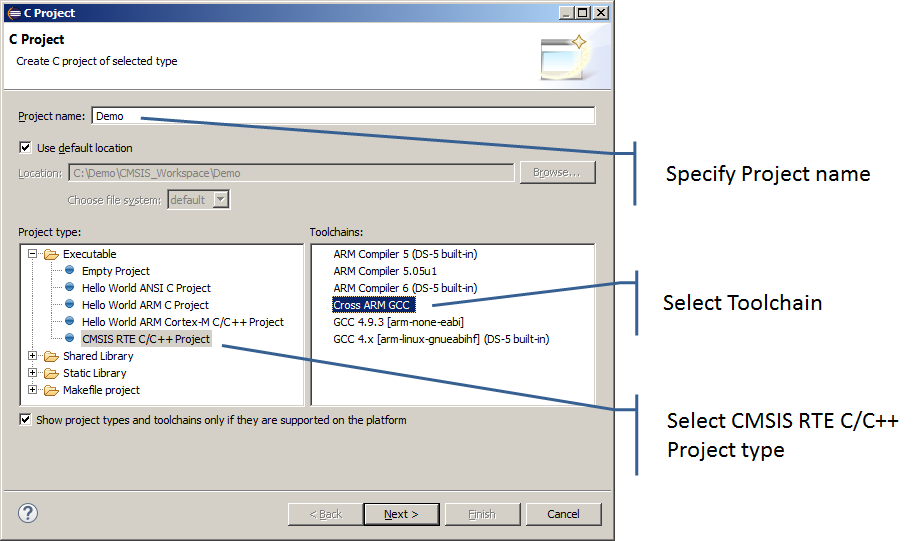 C Project
C Project
Create C project of selected type
Project name: Demo
Use default location
Location: C:\Demo\CMSIS_Workspace\Demo Browse...
Choose file system: default
Specify Project name
Project type:
Executable
Empty Project
Hello World ANSI C Project
Hello World ARM C Project
Hello World ARM Cortex-M C/C++ Project
CMSIS RTE C/C++ Project
Shared Library
Static Library
Makefile project
Toolchains:
ARM Compiler 5 (DS-5 built-in)
ARM Compiler 5.05u1
ARM Compiler 6 (DS-5 built-in)
Cross ARM GCC
GCC 4.9.3 [arm-none-eabi]
GCC 4.x [arm-linux-gnueabihf] (DS-5 built-in)
Select Toolchain
Show project types and toolchains only if they are supported on the platform
Select CMSIS RTE C/C++
Project type
? < Back Next > Finish Cancel